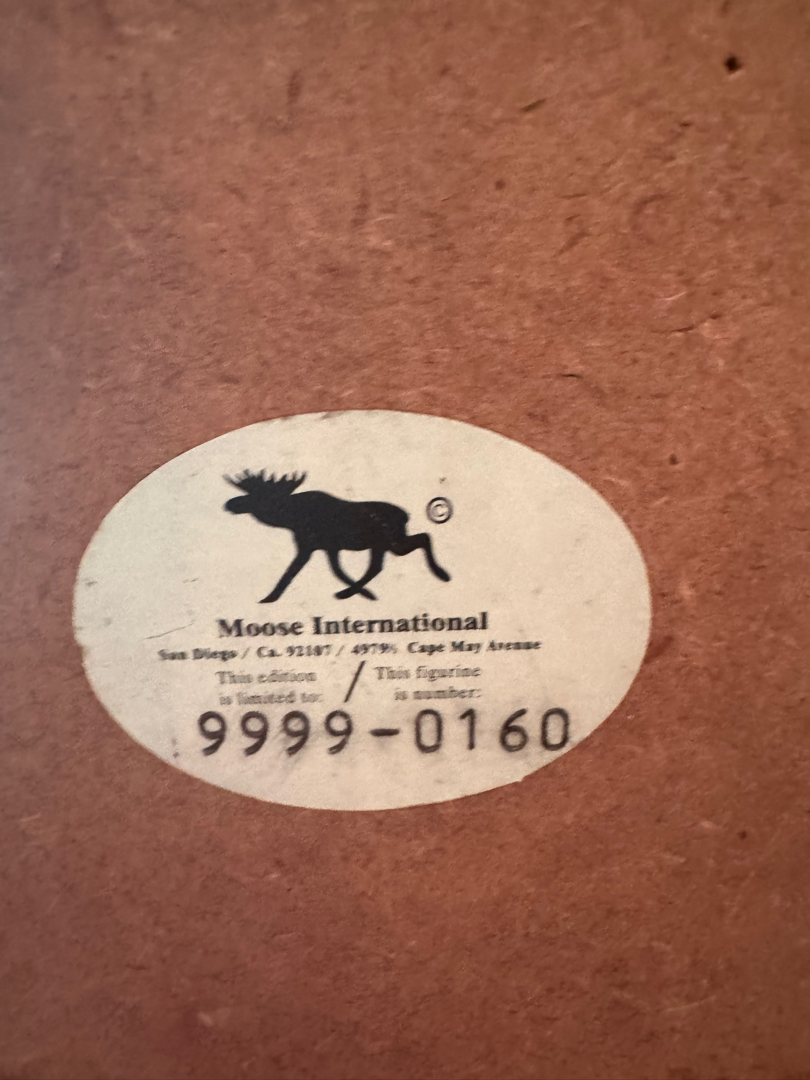 ©
Moose International
San Diego / Ca. 92107 / 4979½ Cape May Avenue
This edition / This figurine
is limited to: is number:
9999-0160